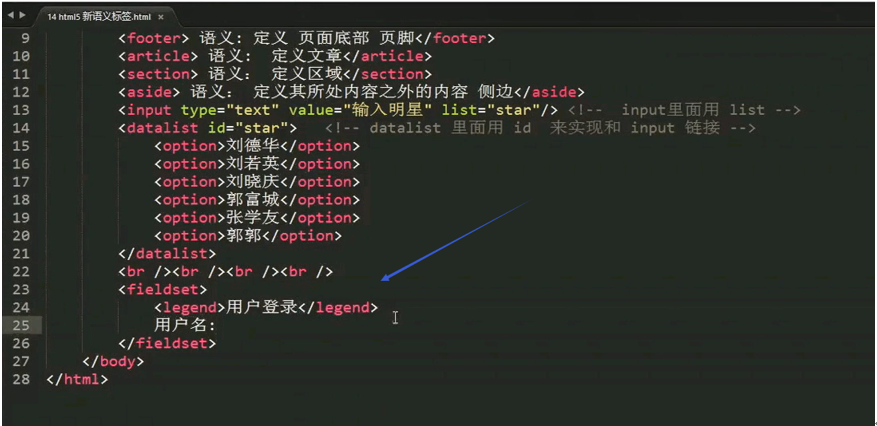 14 html5 新语义标签.html ×
9 <footer> 语义: 定义 页面底部 页脚</footer>
10 <article> 语义: 定义文章</article>
11 <section> 语义: 定义区域</section>
12 <aside> 语义: 定义其所处内容之外的内容 侧边</aside>
13 <input type="text" value="输入明星" list="star"/> <!-- input里面用 list -->
14 <datalist id="star"> <!-- datalist 里面用 id 来实现和 input 链接 -->
15 <option>刘德华</option>
16 <option>刘若英</option>
17 <option>刘晓庆</option>
18 <option>郭富城</option>
19 <option>张学友</option>
20 <option>郭郭</option>
21 </datalist>
22 <br /><br /><br /><br />
23 <fieldset>
24 <legend>用户登录</legend>
25 用户名:
26 </fieldset>
27 </body>
28 </html>